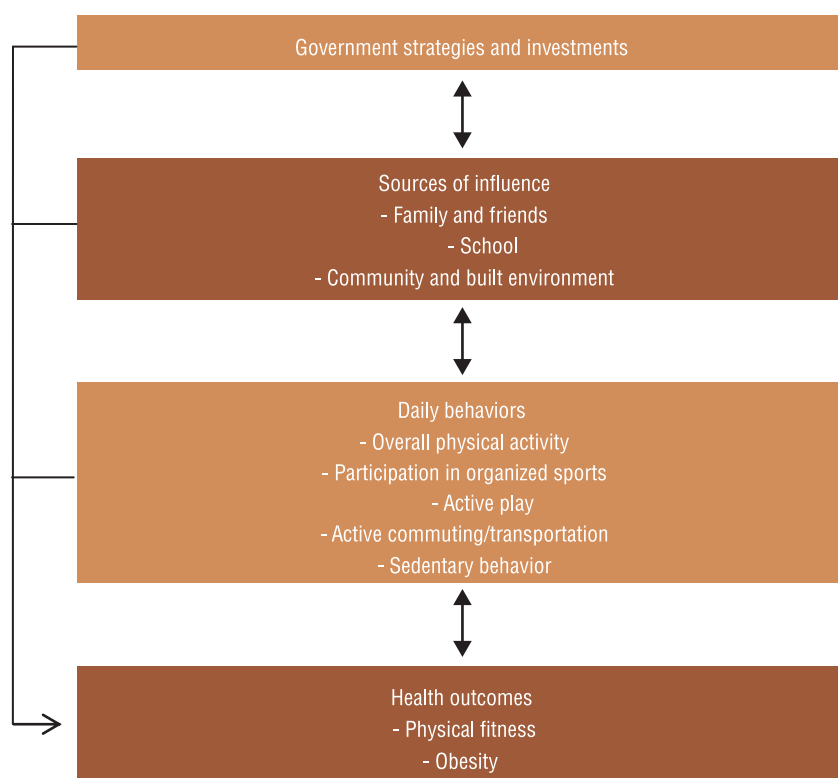 Government strategies and investments
Sources of influence
- Family and friends
- School
- Community and built environment
Daily behaviors
- Overall physical activity
- Participation in organized sports
- Active play
- Active commuting/transportation
- Sedentary behavior
Health outcomes
- Physical fitness
- Obesity